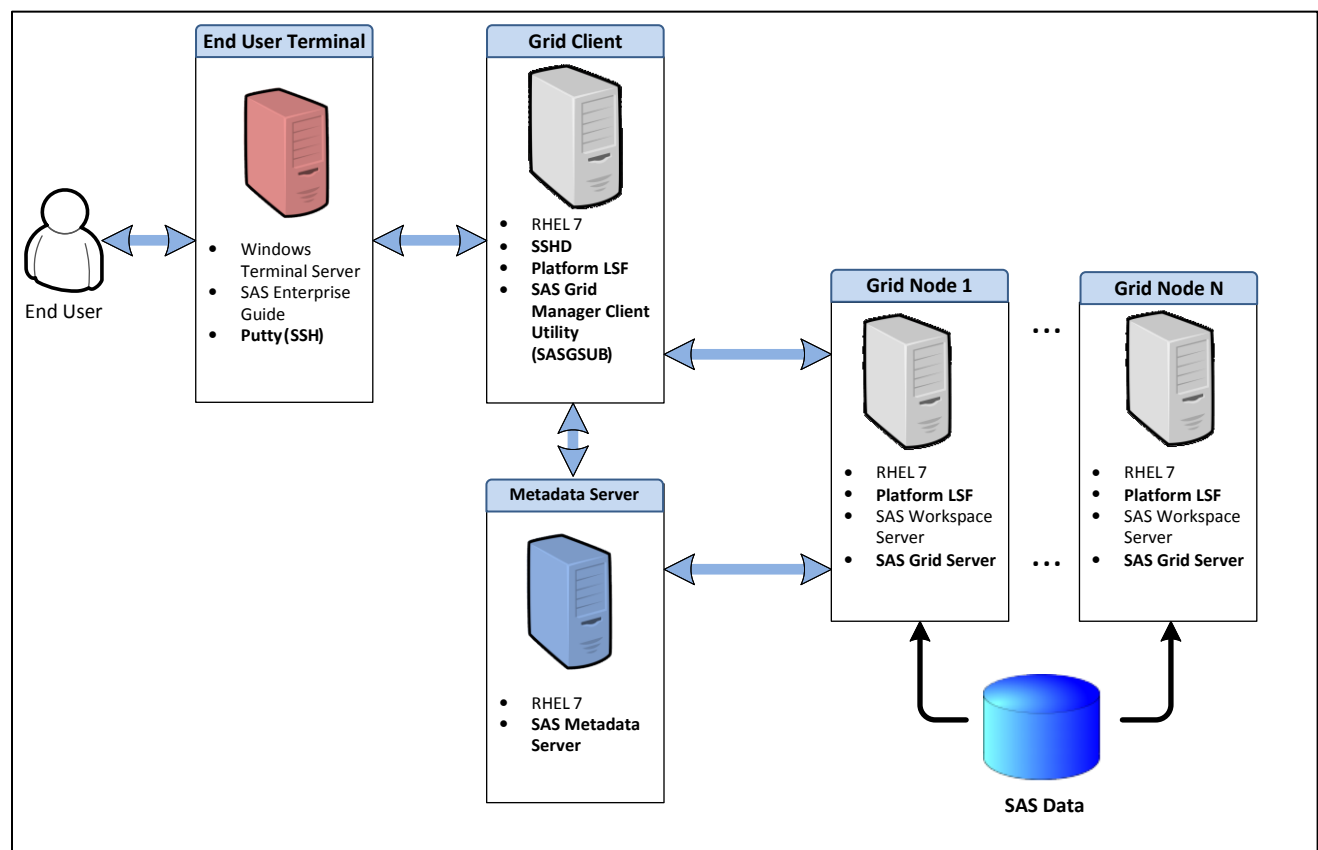 End User Terminal
Windows
Terminal Server
SAS Enterprise
Guide
Putty (SSH)
End User
Grid Client
RHEL 7
SSHD
Platform LSF
SAS Grid
Manager Client
Utility
(SASGSUB)
Metadata Server
RHEL 7
SAS Metadata
Server
Grid Node 1
RHEL 7
Platform LSF
SAS Workspace
Server
SAS Grid Server
...
...
Grid Node N
RHEL 7
Platform LSF
SAS Workspace
Server
SAS Grid Server
SAS Data